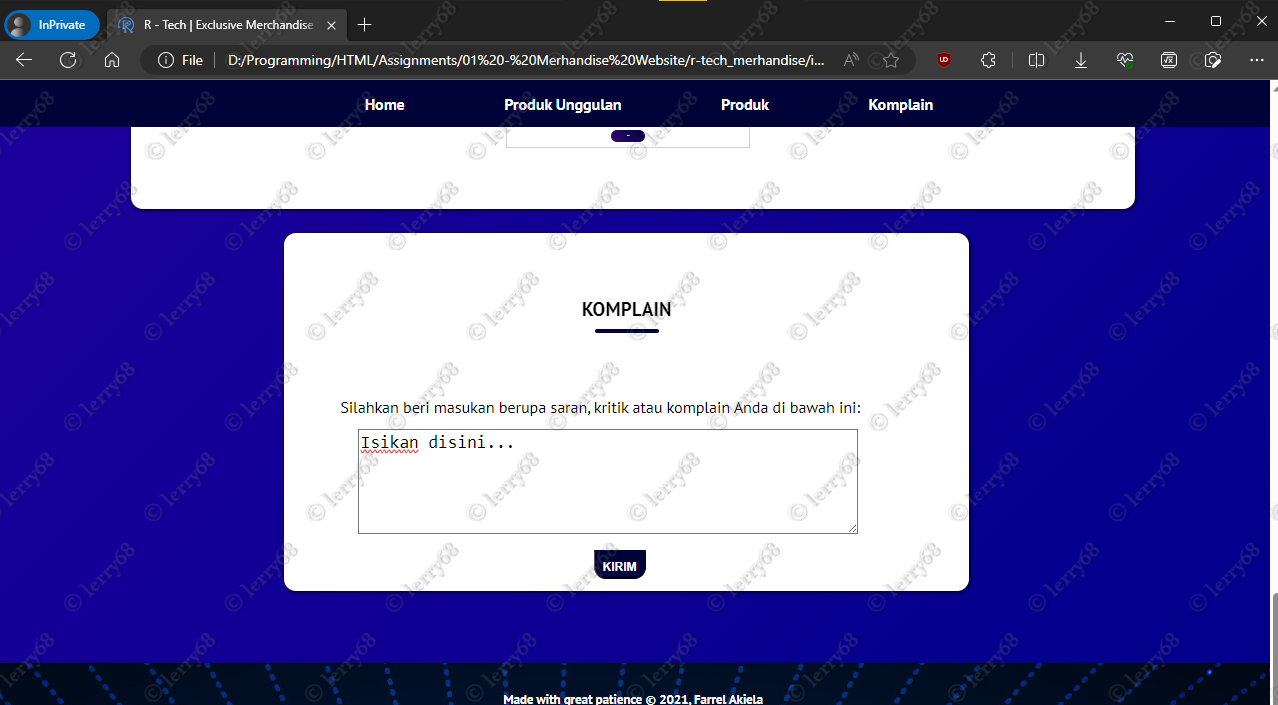 InPrivate
R - Tech | Exclusive Merchandise
File
D:/Programming/HTML/Assignments/01%20-%20Merhandise%20Website/r-tech_merhandise/i...
Home Produk Unggulan Produk Komplain
-
KOMPLAIN
Silahkan beri masukan berupa saran, kritik atau komplain Anda di bawah ini:
Isikan disini...
KIRIM
Made with great patience © 2021, Farrel Akiela
© lerry68